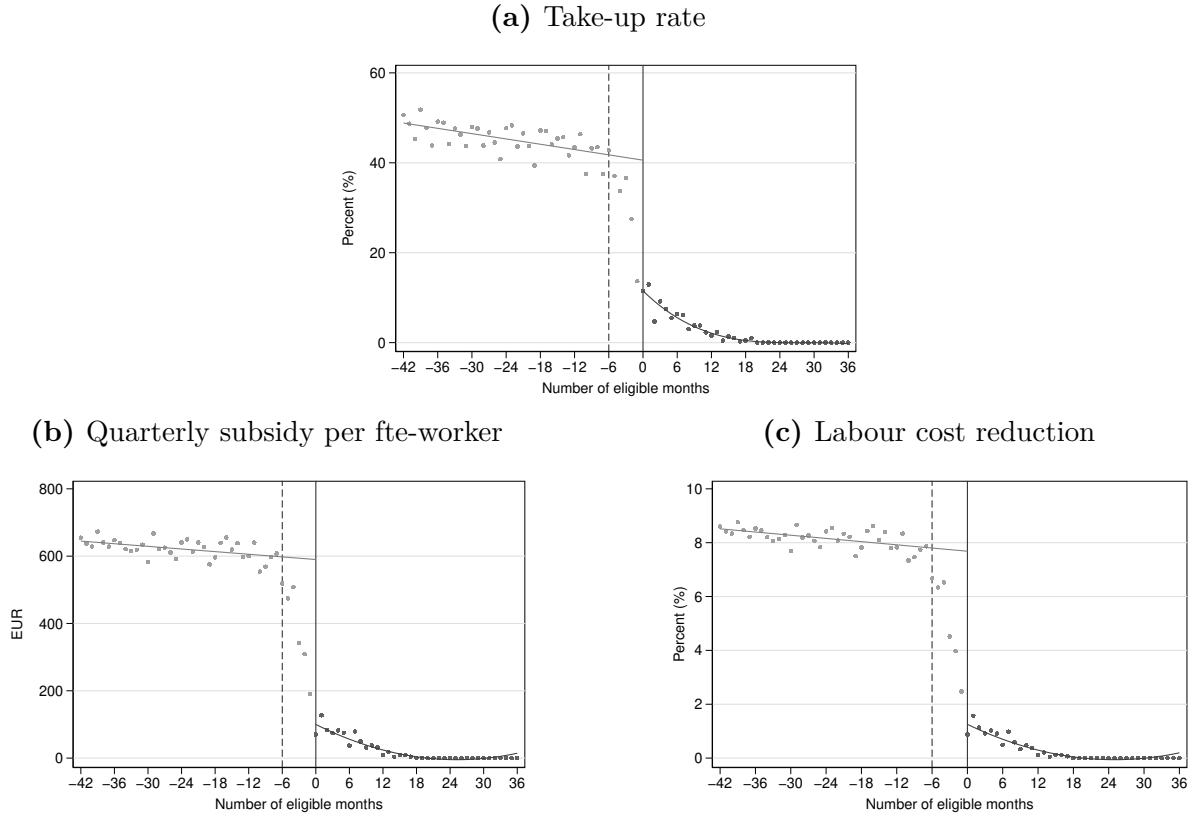 (a) Take-up rate
60
40
20
0
Percent (%)
−42 −36 −30 −24 −18 −12 −6 0 6 12 18 24 30 36
Number of eligible months
(b) Quarterly subsidy per fte-worker
800
600
400
200
0
EUR
−42 −36 −30 −24 −18 −12 −6 0 6 12 18 24 30 36
Number of eligible months
(c) Labour cost reduction
10
8
6
4
2
0
Percent (%)
−42 −36 −30 −24 −18 −12 −6 0 6 12 18 24 30 36
Number of eligible months